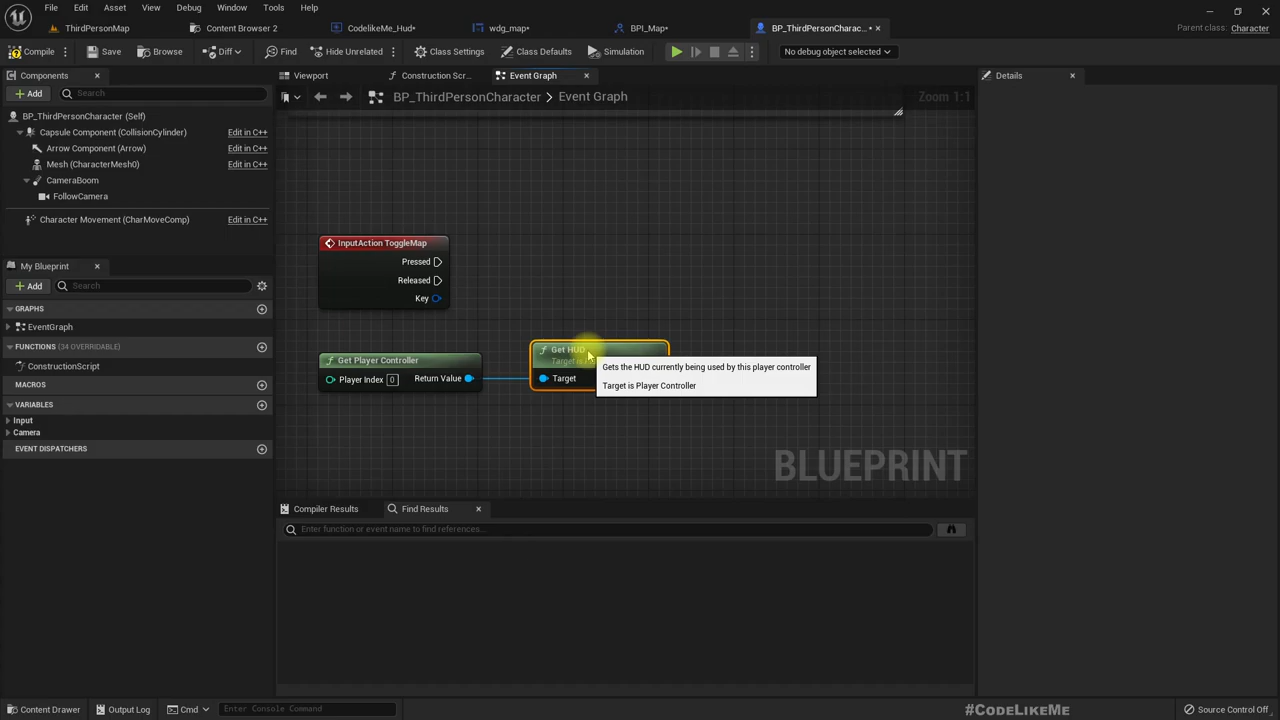 File Edit Asset View Debug Window Tools Help
ThirdPersonMap Content Browser 2 CodelikeMe_Hud* wdg_map* BPI_Map* BP_ThirdPersonCharac... * Parent class: Character
Compile Save Browse Diff Find Hide Unrelated Class Settings Class Defaults Simulation No debug object selected
Components Viewport Construction Scr... Event Graph Details
Add Search BP_ThirdPersonCharacter > Event Graph Zoom 1:1
BP_ThirdPersonCharacter (Self)
Capsule Component (CollisionCylinder) Edit in C++
Arrow Component (Arrow) Edit in C++
Mesh (CharacterMesh0) Edit in C++
CameraBoom
FollowCamera
Character Movement (CharMoveComp) Edit in C++
InputAction ToggleMap
Pressed
Released
Key
My Blueprint
Add Search
GRAPHS
EventGraph
FUNCTIONS (34 OVERRIDABLE)
ConstructionScript
MACROS
VARIABLES
Input
Camera
EVENT DISPATCHERS
Get Player Controller
Player Index 0 Return Value
Get HUD
Target is
Target
Gets the HUD currently being used by this player controller
Target is Player Controller
BLUEPRINT
Compiler Results Find Results
Enter function or event name to find references...
Content Drawer Output Log Cmd Enter Console Command #CodeLikeMe Source Control Off